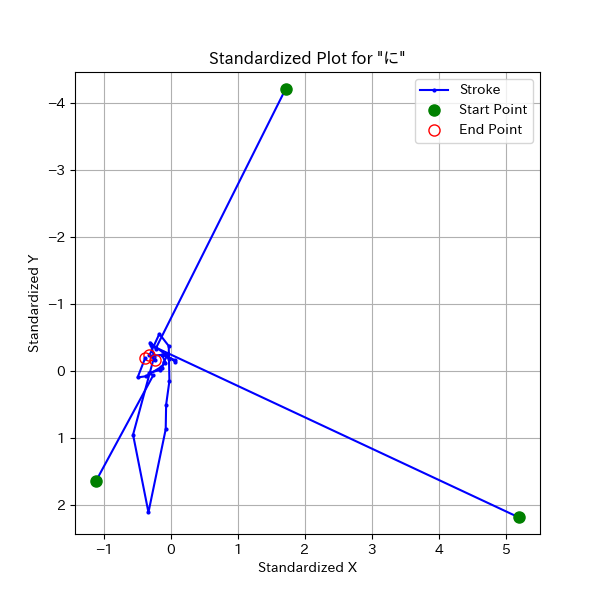 Standardized Plot for "に"
Stroke
Start Point
End Point
−4
−3
−2
−1
0
1
2
Standardized Y
−1 0 1 2 3 4 5
Standardized X